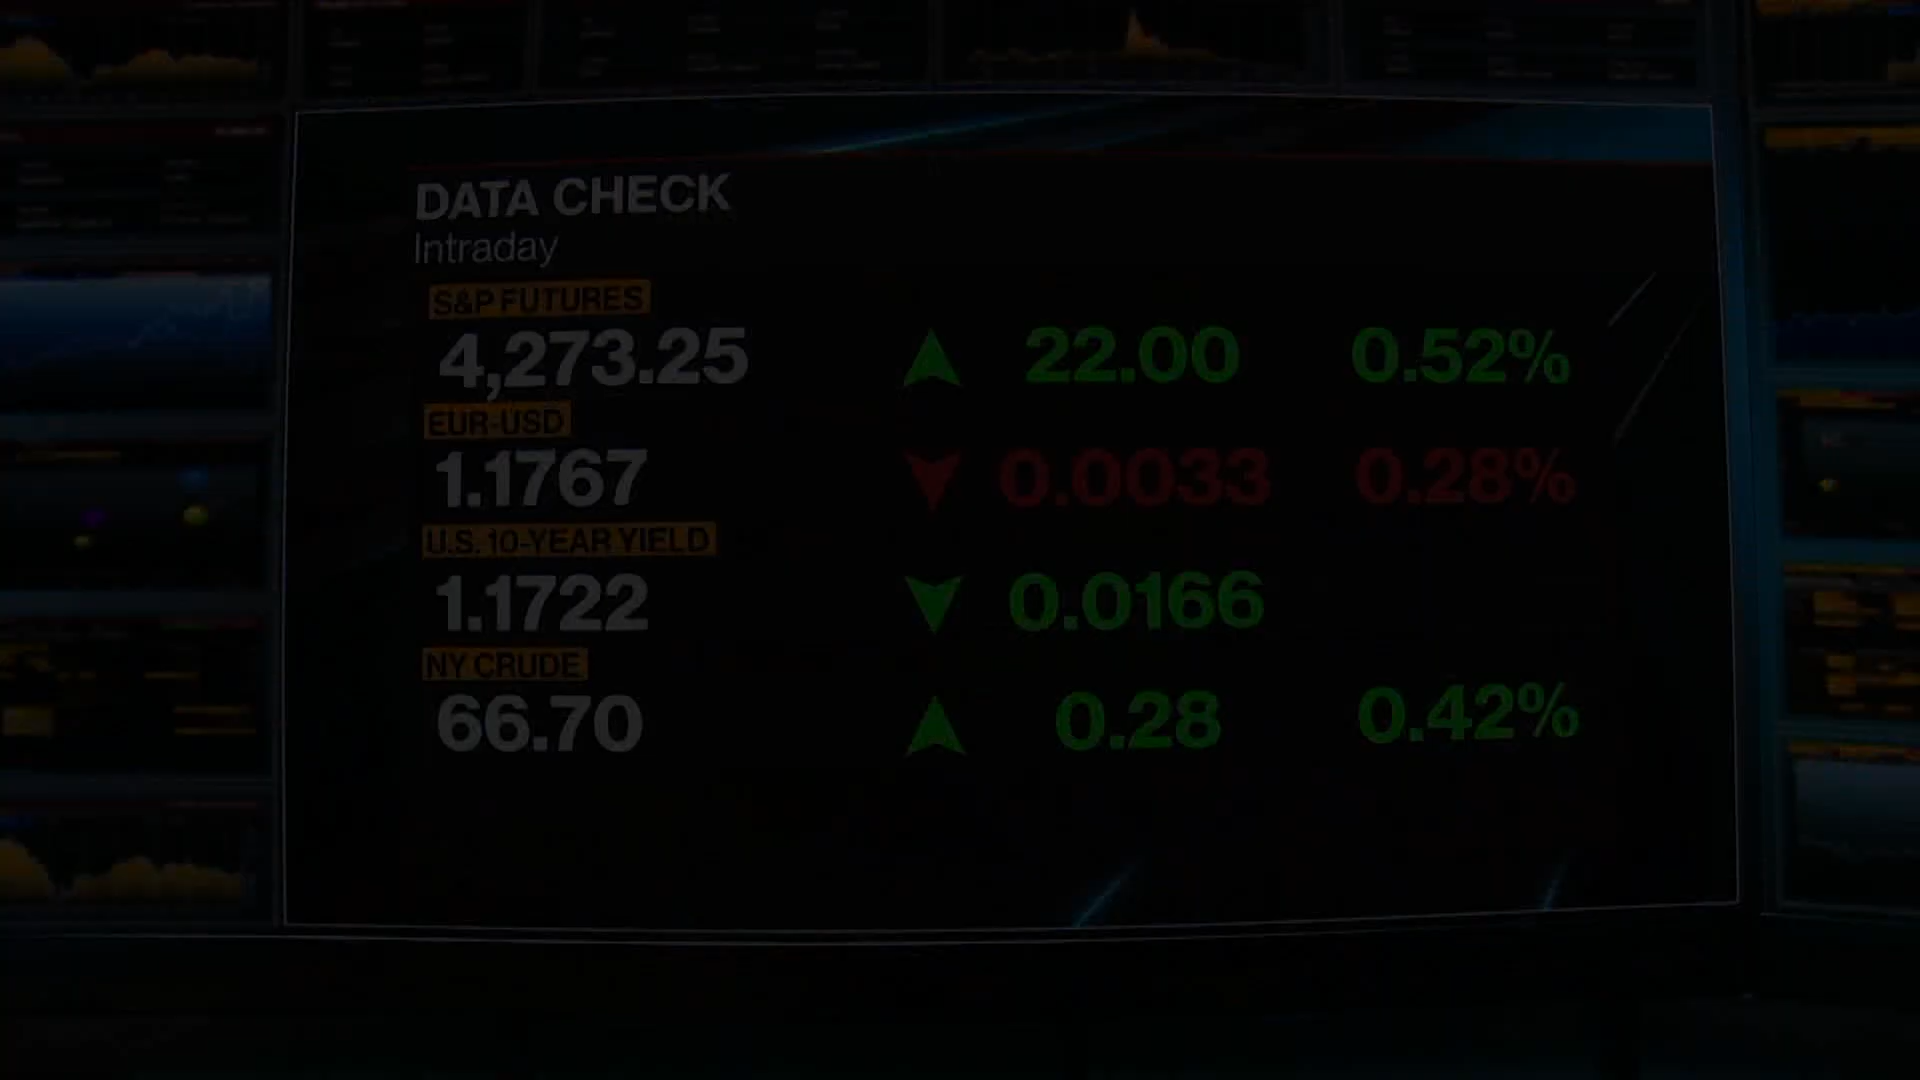 DATA CHECK
Intraday
S&P FUTURES
4,273.25 22.00 0.52%
EUR-USD
1.1767 0.0033 0.28%
U.S. 10-YEAR YIELD
1.1722 0.0166
NY CRUDE
66.70 0.28 0.42%